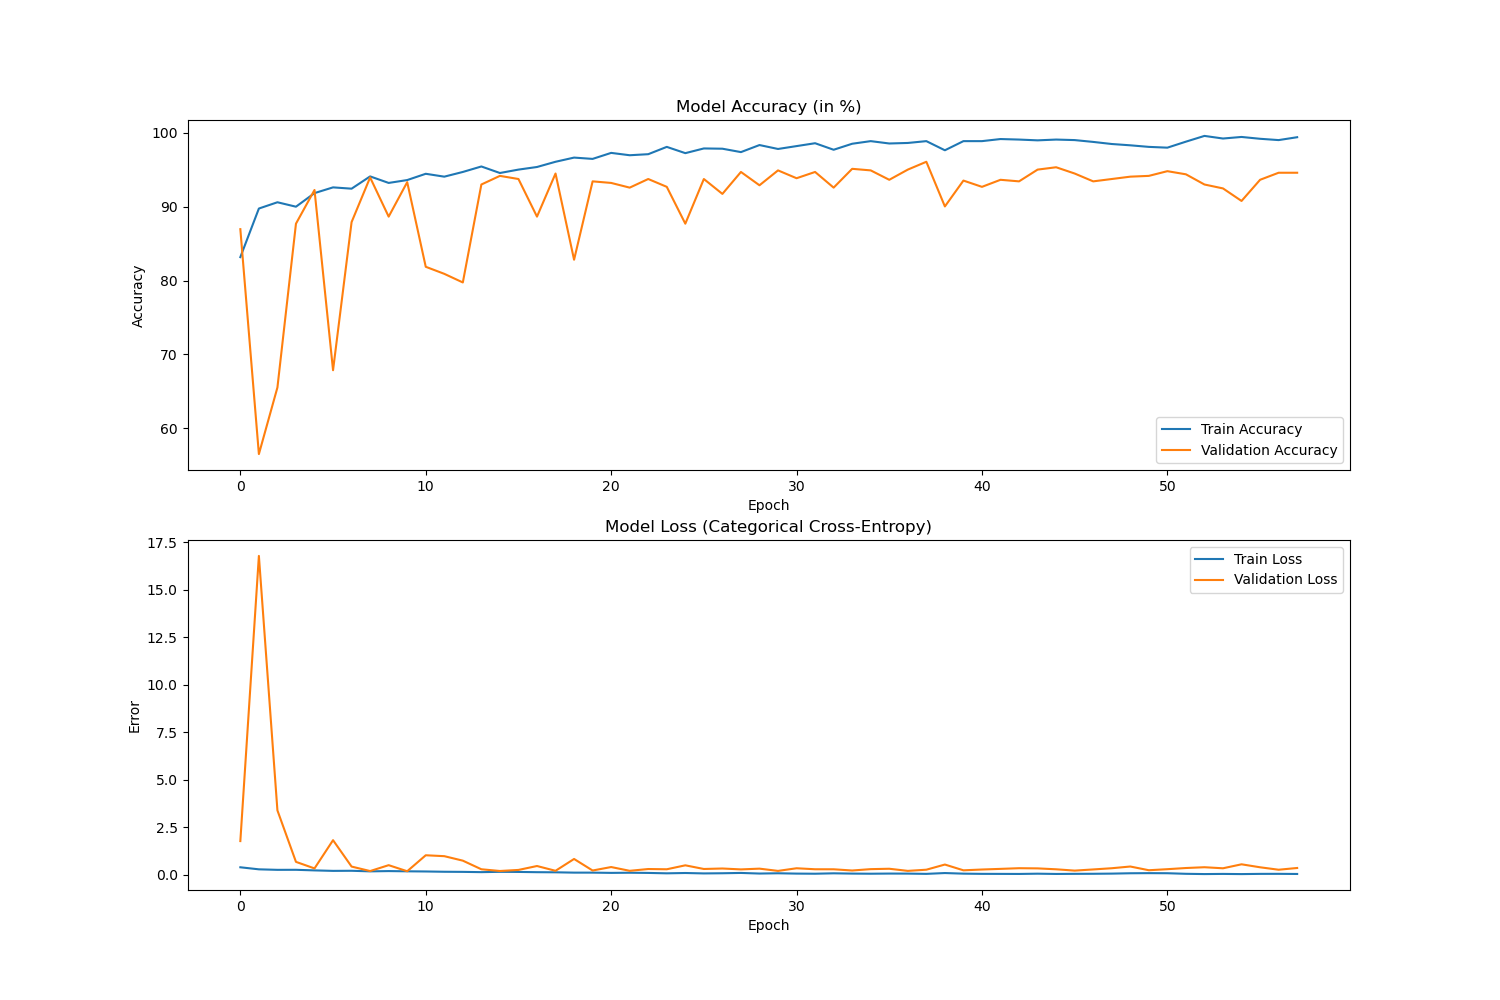 Model Accuracy (in %)
100
90
80
70
60
Accuracy
Train Accuracy
Validation Accuracy
0 10 20 30 40 50
Epoch
Model Loss (Categorical Cross-Entropy)
17.5
15.0
12.5
10.0
7.5
5.0
2.5
0.0
Error
Train Loss
Validation Loss
0 10 20 30 40 50
Epoch